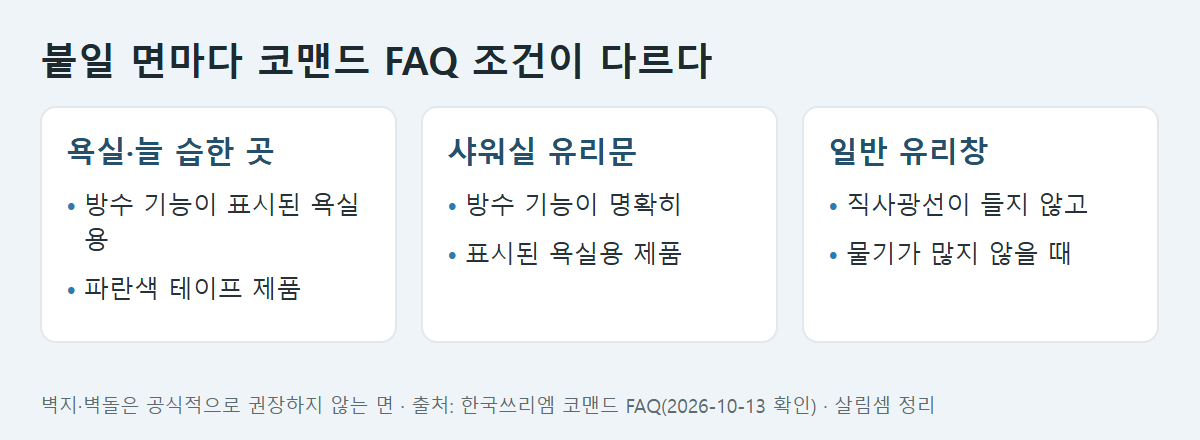 붙일 면마다 코맨드 FAQ 조건이 다르다
욕실·늘 습한 곳
• 방수 기능이 표시된 욕실
용
• 파란색 테이프 제품
샤워실 유리문
• 방수 기능이 명확히
• 표시된 욕실용 제품
일반 유리창
• 직사광선이 들지 않고
• 물기가 많지 않을 때
벽지·벽돌은 공식적으로 권장하지 않는 면 · 출처: 한국쓰리엠 코맨드 FAQ(2026-10-13 확인) · 살림셈 정리